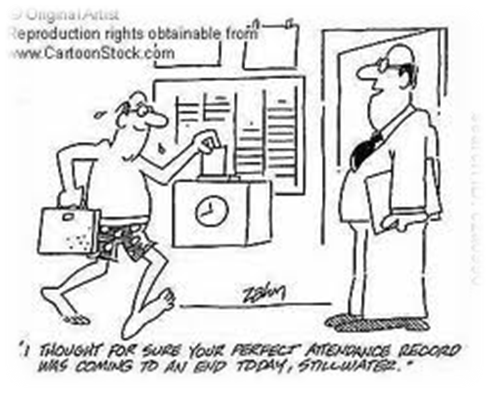 © Original Artist
Reproduction rights obtainable from
www.CartoonStock.com
zahn
"I THOUGHT FOR SURE YOUR PERFECT ATTENDANCE RECORD
WAS COMING TO AN END TODAY, STILLWATER."